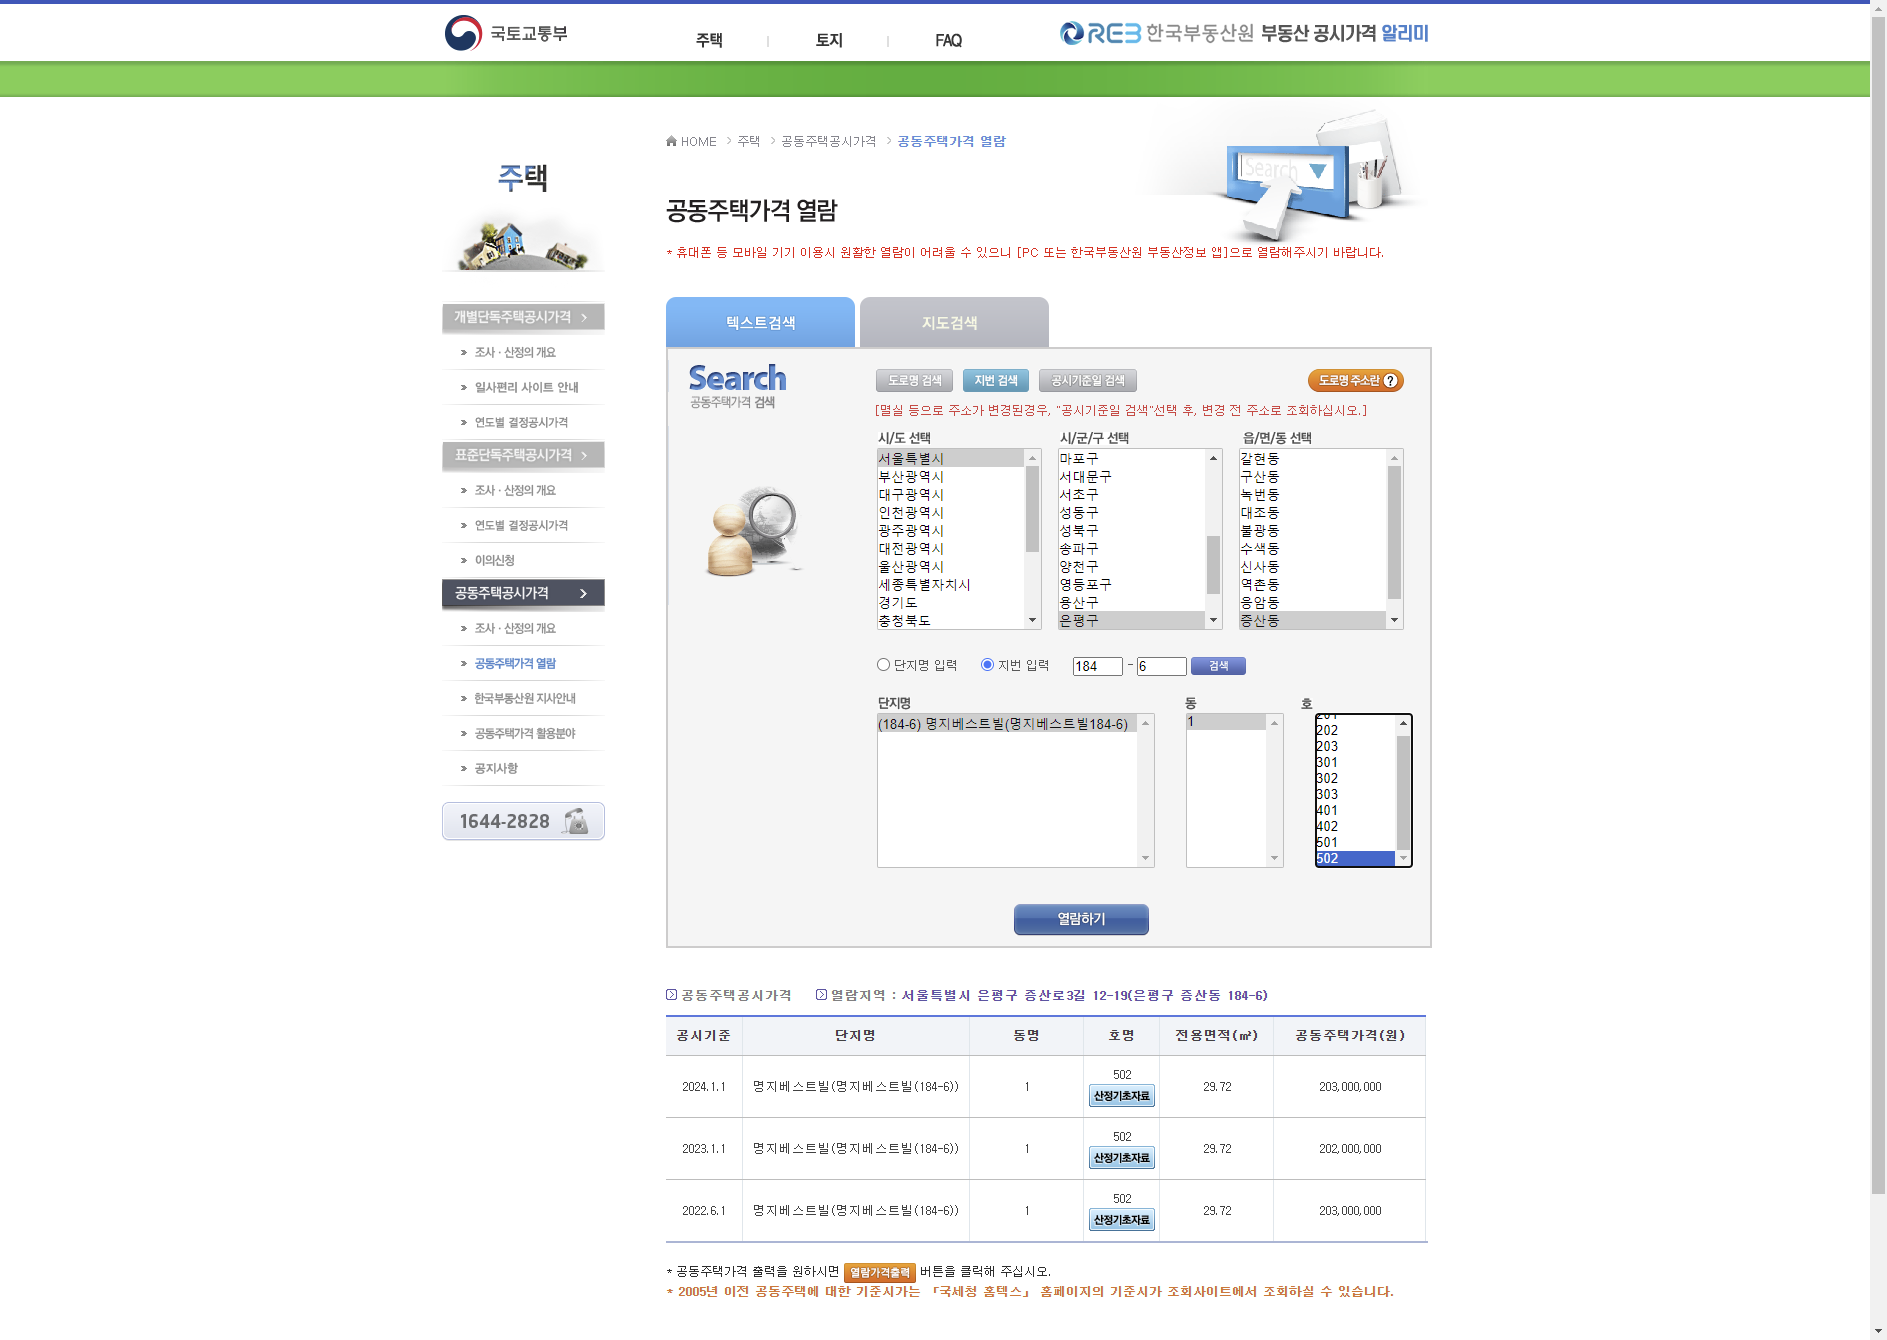 국토교통부
주택
토지
FAQ
REB 한국부동산원 부동산 공시가격 알리미
HOME > 주택 > 공동주택공시가격 > 공동주택가격 열람
주택
공동주택가격 열람
* 휴대폰 등 모바일 기기 이용시 원활한 열람이 어려울 수 있으니 [PC 또는 한국부동산원 부동산정보 앱]으로 열람해주시기 바랍니다.
Search
개별단독주택공시가격
조사 · 산정의 개요
일사편리 사이트 안내
연도별 결정공시가격
표준단독주택공시가격
조사 · 산정의 개요
연도별 결정공시가격
이의신청
공동주택공시가격
조사 · 산정의 개요
공동주택가격 열람
한국부동산원 지사안내
공동주택가격 활용분야
공지사항
1644-2828
텍스트검색
지도검색
Search
공동주택가격 검색
도로명 검색
지번 검색
공시기준일 검색
도로명 주소란 ?
[멸실 등으로 주소가 변경된경우, "공시기준일 검색"선택 후, 변경 전 주소로 조회하십시오.]
시/도 선택
서울특별시
부산광역시
대구광역시
인천광역시
광주광역시
대전광역시
울산광역시
세종특별자치시
경기도
충청북도
시/군/구 선택
마포구
서대문구
서초구
성동구
성북구
송파구
양천구
영등포구
용산구
은평구
읍/면/동 선택
갈현동
구산동
녹번동
대조동
불광동
수색동
신사동
역촌동
응암동
증산동
단지명 입력
지번 입력
184 - 6
검색
단지명
(184-6) 명지베스트빌(명지베스트빌184-6)
동
1
호
201
202
203
301
302
303
401
402
501
502
열람하기
공동주택공시가격
열람지역 : 서울특별시 은평구 증산로3길 12-19(은평구 증산동 184-6)
공시기준 단지명 동명 호명 전용면적(㎡) 공동주택가격(원)
2024.1.1 명지베스트빌(명지베스트빌(184-6)) 1 502 산정기초자료 29.72 203,000,000
2023.1.1 명지베스트빌(명지베스트빌(184-6)) 1 502 산정기초자료 29.72 202,000,000
2022.6.1 명지베스트빌(명지베스트빌(184-6)) 1 502 산정기초자료 29.72 203,000,000
* 공동주택가격 출력을 원하시면 열람가격출력 버튼을 클릭해 주십시오.
* 2005년 이전 공동주택에 대한 기준시가는 「국세청 홈텍스」 홈페이지의 기준시가 조회사이트에서 조회하실 수 있습니다.